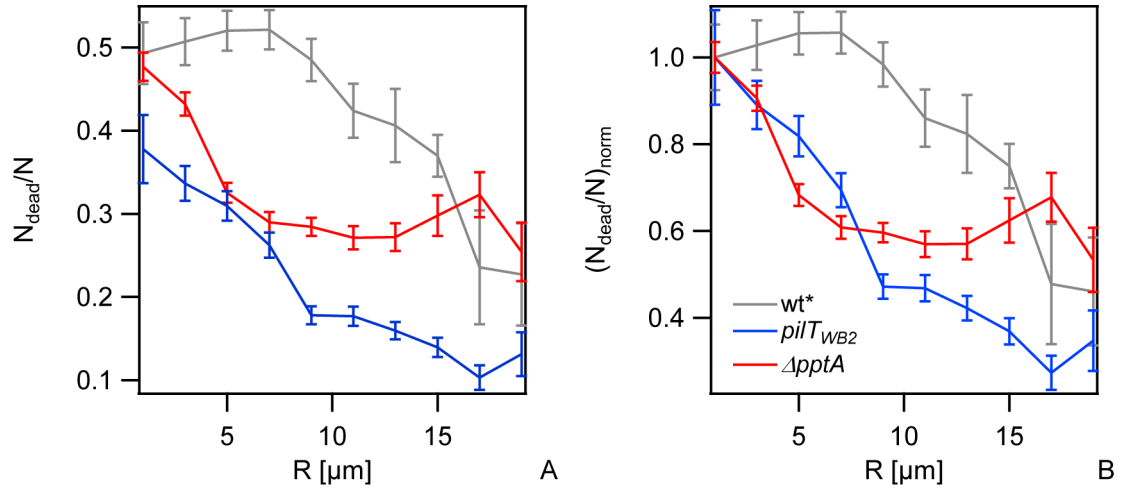 N_dead/N
0.5
0.4
0.3
0.2
0.1
5
10
15
R [µm]
A
(N_dead/N)_norm
1.0
0.8
0.6
0.4
wt*
pilT_WB2
ΔpptA
5
10
15
R [µm]
B